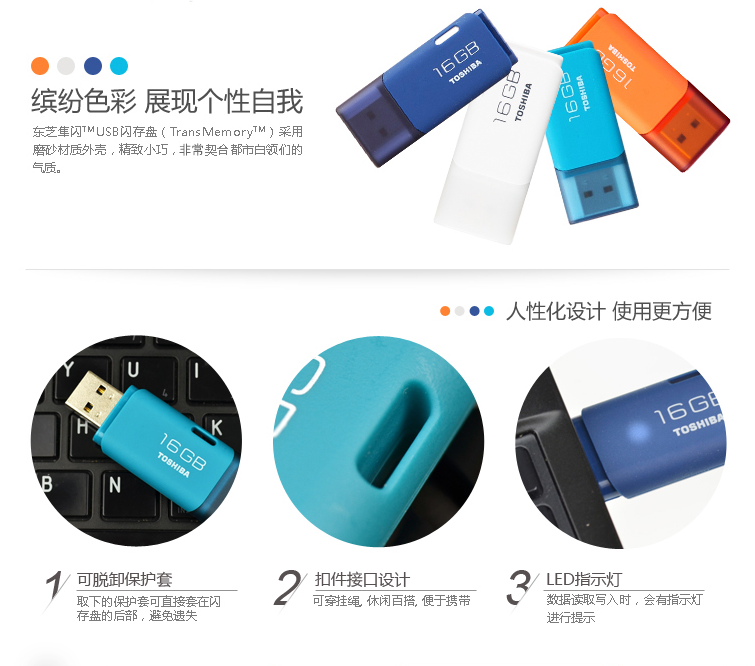 缤纷色彩 展现个性自我
东芝隼闪™USB闪存盘（TransMemory™）采用
磨砂材质外壳，精致小巧，非常契合都市白领们的
气质。
16GB
TOSHIBA
16GB
TOSHIBA
16GB
TOSHIBA
16GB
TOSHIBA
人性化设计 使用更方便
Y U I
H K
B N
16GB
TOSHIBA
16GB
TOSHIBA
1 可脱卸保护套
取下的保护套可直接套在闪
存盘的后部，避免遗失
2 扣件接口设计
可穿挂绳, 休闲百搭, 便于携带
3 LED指示灯
数据读取写入时，会有指示灯
进行提示